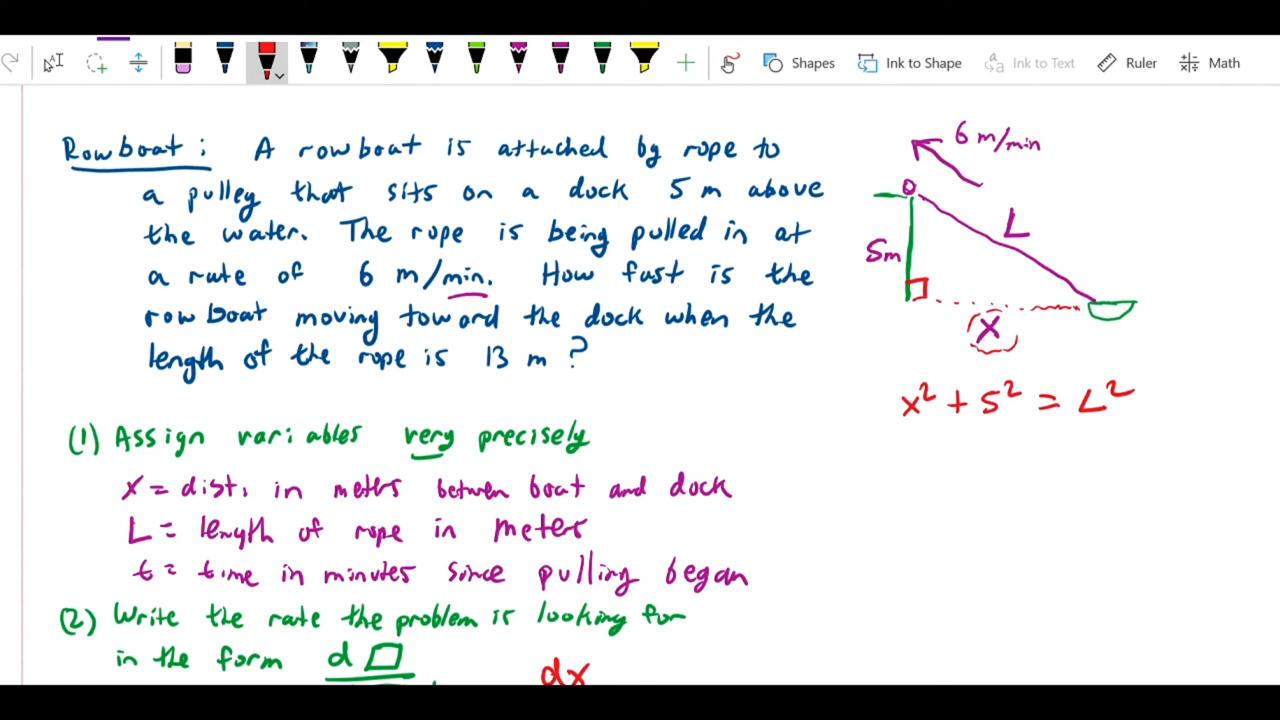 Shapes
Ink to Shape
Ink to Text
Ruler
Math
Rowboat: A rowboat is attached by rope to
a pulley that sits on a dock 5 m above
the water. The rope is being pulled in at
a rate of 6 m/min. How fast is the
rowboat moving toward the dock when the
length of the rope is 13 m?
6 m/min
L
5m
x
x² + 5² = L²
(1) Assign variables very precisely
x = dist. in meters between boat and dock
L = length of rope in meters
t = time in minutes since pulling began
(2) Write the rate the problem is looking for
in the form d□
dx